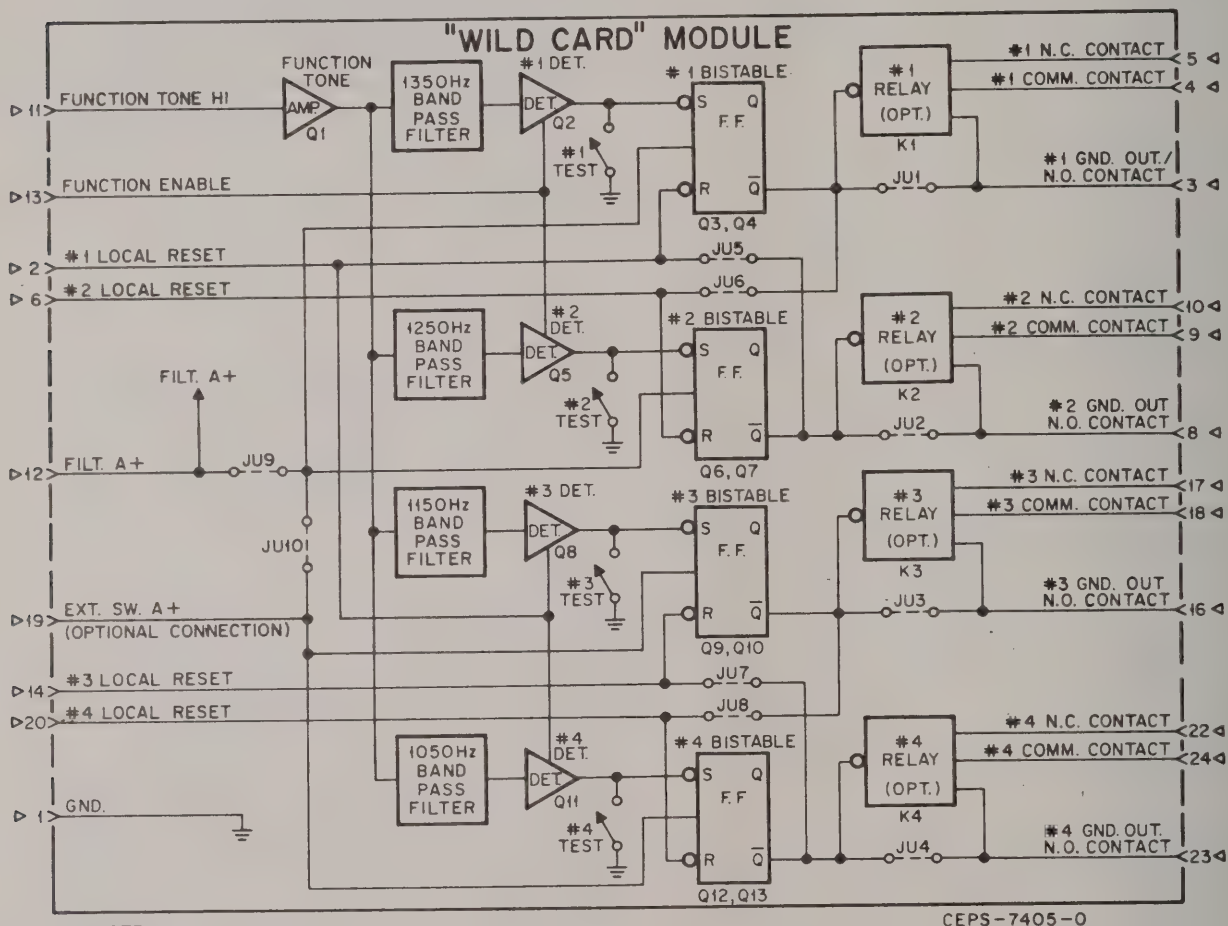 "WILD CARD" MODULE
FUNCTION TONE
AMP.
Q1
11 FUNCTION TONE HI
13 FUNCTION ENABLE
2 #1 LOCAL RESET
6 #2 LOCAL RESET
FILT. A+
12 FILT. A+
JU9
JU10
19 EXT. SW. A+
(OPTIONAL CONNECTION)
14 #3 LOCAL RESET
20 #4 LOCAL RESET
1 GND.
1350Hz
BAND
PASS
FILTER
#1 DET.
DET.
Q2
#1
TEST
#1 BISTABLE
S Q
F.F.
R Q̅
Q3, Q4
JU5
JU6
#1
RELAY
(OPT.)
K1
JU1
#1 N.C. CONTACT
5
#1 COMM. CONTACT
4
#1 GND. OUT./
N.O. CONTACT
3
1250Hz
BAND
PASS
FILTER
#2
DET.
DET.
Q5
#2
TEST
#2 BISTABLE
S Q
F.F.
R Q̅
Q6, Q7
#2
RELAY
(OPT.)
K2
JU2
#2 N.C. CONTACT
10
#2 COMM. CONTACT
9
#2 GND. OUT
N.O. CONTACT
8
1150Hz
BAND
PASS
FILTER
#3 DET.
DET.
Q8
#3
TEST
#3 BISTABLE
S Q
F.F.
R Q̅
Q9, Q10
JU7
JU8
#3
RELAY
(OPT.)
K3
JU3
#3 N.C. CONTACT
17
#3 COMM. CONTACT
18
#3 GND. OUT
N.O. CONTACT
16
1050Hz
BAND
PASS
FILTER
#4
DET.
DET.
Q11
#4
TEST
#4 BISTABLE
S Q
F.F
R Q̅
Q12, Q13
#4
RELAY
(OPT.)
K4
JU4
#4 N.C. CONTACT
22
#4 COMM. CONTACT
24
#4 GND. OUT.
N.O. CONTACT
23
CEPS-7405-0